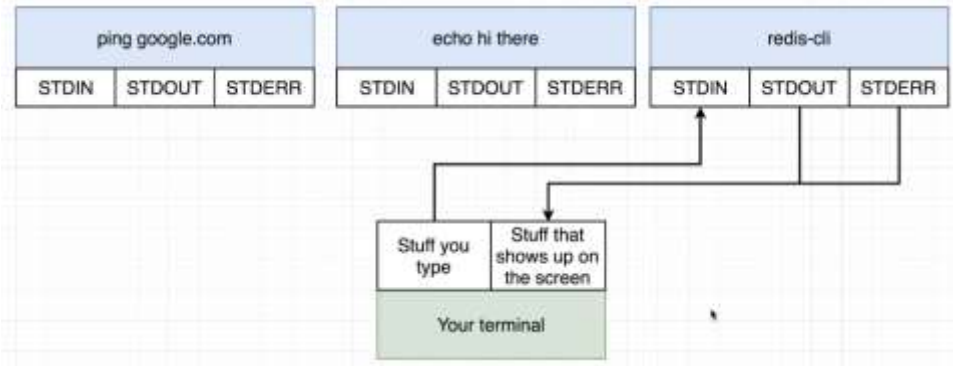 ping google.com
echo hi there
redis-cli
STDIN STDOUT STDERR
STDIN STDOUT STDERR
STDIN STDOUT STDERR
Stuff you
type
Stuff that
shows up on
the screen
Your terminal